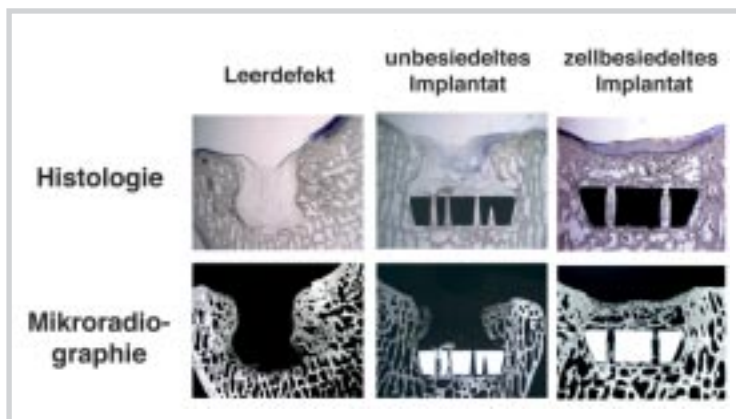 Leerdefekt
unbesiedeltes
Implantat
zellbesiedeltes
Implantat
Histologie
Mikroradio-
graphie